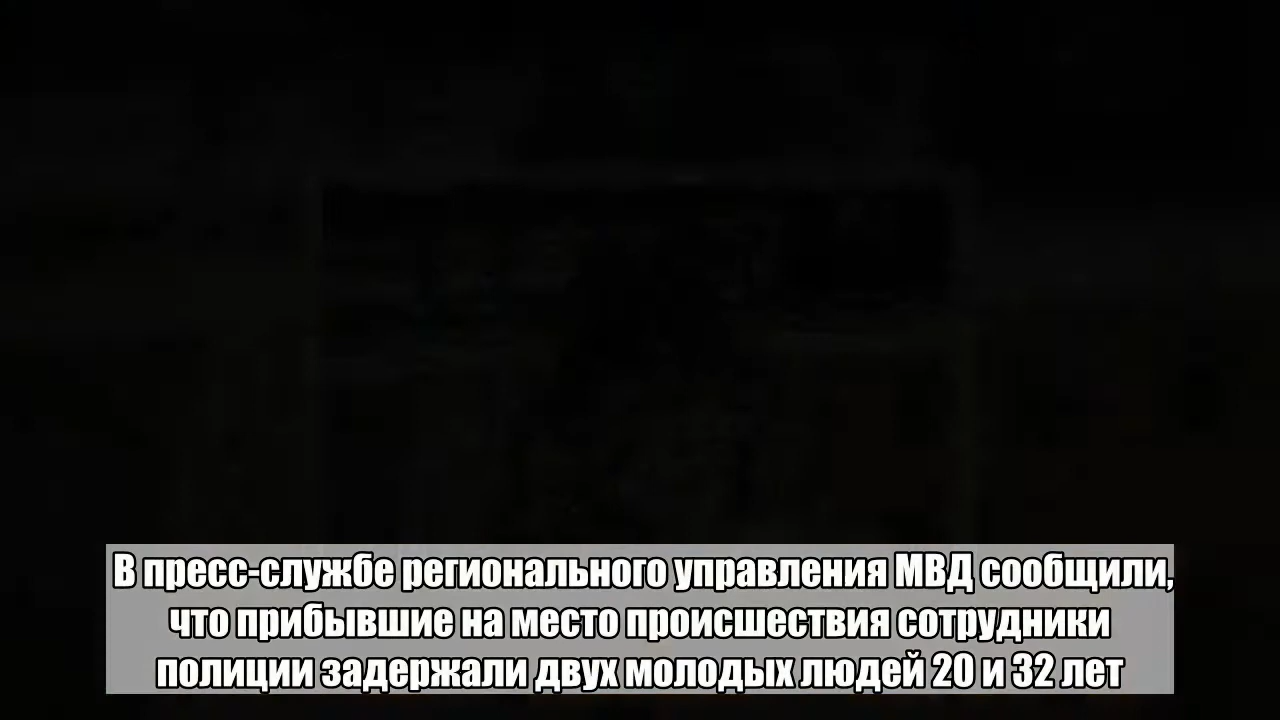 В пресс-службе регионального управления МВД сообщили,
что прибывшие на место происшествия сотрудники
полиции задержали двух молодых людей 20 и 32 лет